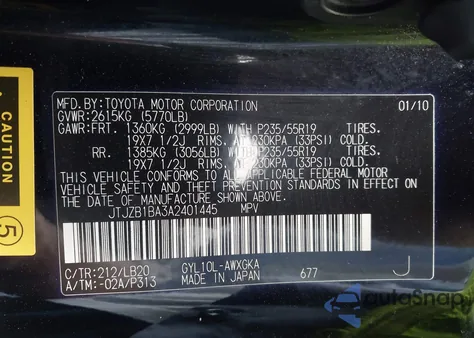 MFD.BY: TOYOTA MOTOR CORPORATION 01/10
GVWR: 2615KG (5770LB)
GAWR: FRT. 1360KG (2999LB) WITH P235/55R19 TIRES.
19X7 1/2J RIMS. AT 230KPA (33PSI) COLD.
RR. 1385KG (3056LB) WITH P235/55R19 TIRES.
19X7 1/2J RIMS. AT 230KPA (33PSI) COLD.
THIS VEHICLE CONFORMS TO ALL APPLICABLE FEDERAL MOTOR
VEHICLE SAFETY STANDARDS IN EFFECT ON
THE DATE OF MANUFACTURE SHOWN ABOVE.
JTJZB1BA3A2401445 MPV
C/TR: 212/LB20 GYL10L-AWXGKA
A/TM: -02A/P313 MADE IN JAPAN 677 J
CAUTION
5
autoSnap